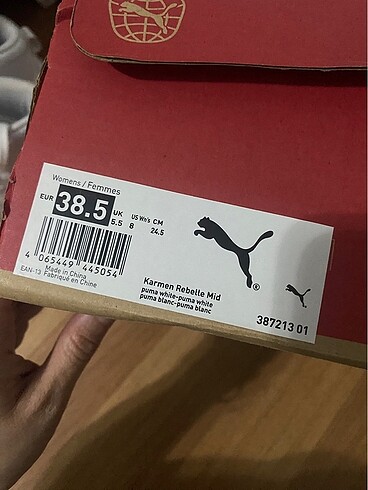 Womens / Femmes
EUR 38.5 UK 5.5 US Wn's 8 CM 24.5
4 065449 445054
EAN-13 Made in China
Fabriqué en Chine
Karmen Rebelle Mid
puma white-puma white
puma blanc-puma blanc
387213 01
®